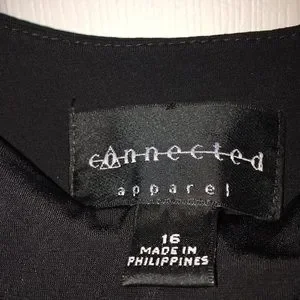 connected
apparel
16
MADE IN
PHILIPPINES